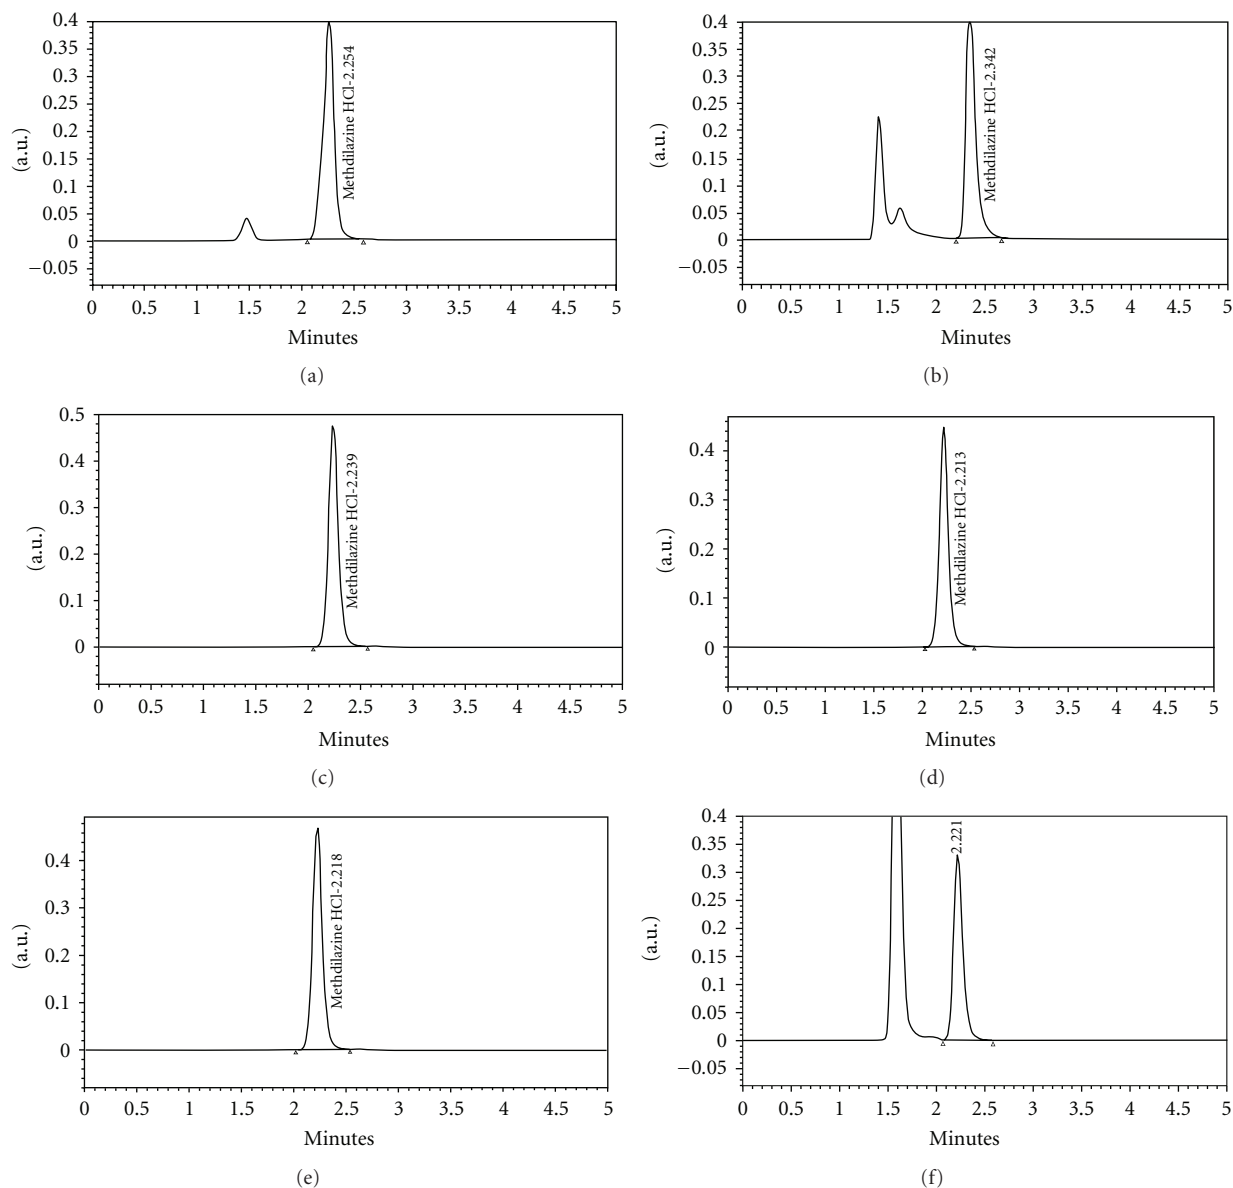 0.4
0.35
0.3
0.25
0.2
0.15
0.1
0.05
0
−0.05
(a.u.)
Methdilazine HCl-2.254
0 0.5 1 1.5 2 2.5 3 3.5 4 4.5 5
Minutes
(a)
0.4
0.35
0.3
0.25
0.2
0.15
0.1
0.05
0
−0.05
(a.u.)
Methdilazine HCl-2.342
0 0.5 1 1.5 2 2.5 3 3.5 4 4.5 5
Minutes
(b)
0.5
0.4
0.3
0.2
0.1
0
(a.u.)
Methdilazine HCl-2.239
0 0.5 1 1.5 2 2.5 3 3.5 4 4.5 5
Minutes
(c)
0.4
0.3
0.2
0.1
0
(a.u.)
Methdilazine HCl-2.213
0 0.5 1 1.5 2 2.5 3 3.5 4 4.5 5
Minutes
(d)
0.4
0.3
0.2
0.1
0
(a.u.)
Methdilazine HCl-2.218
0 0.5 1 1.5 2 2.5 3 3.5 4 4.5 5
Minutes
(e)
0.4
0.35
0.3
0.25
0.2
0.15
0.1
0.05
0
−0.05
(a.u.)
2.221
0 0.5 1 1.5 2 2.5 3 3.5 4 4.5 5
Minutes
(f)